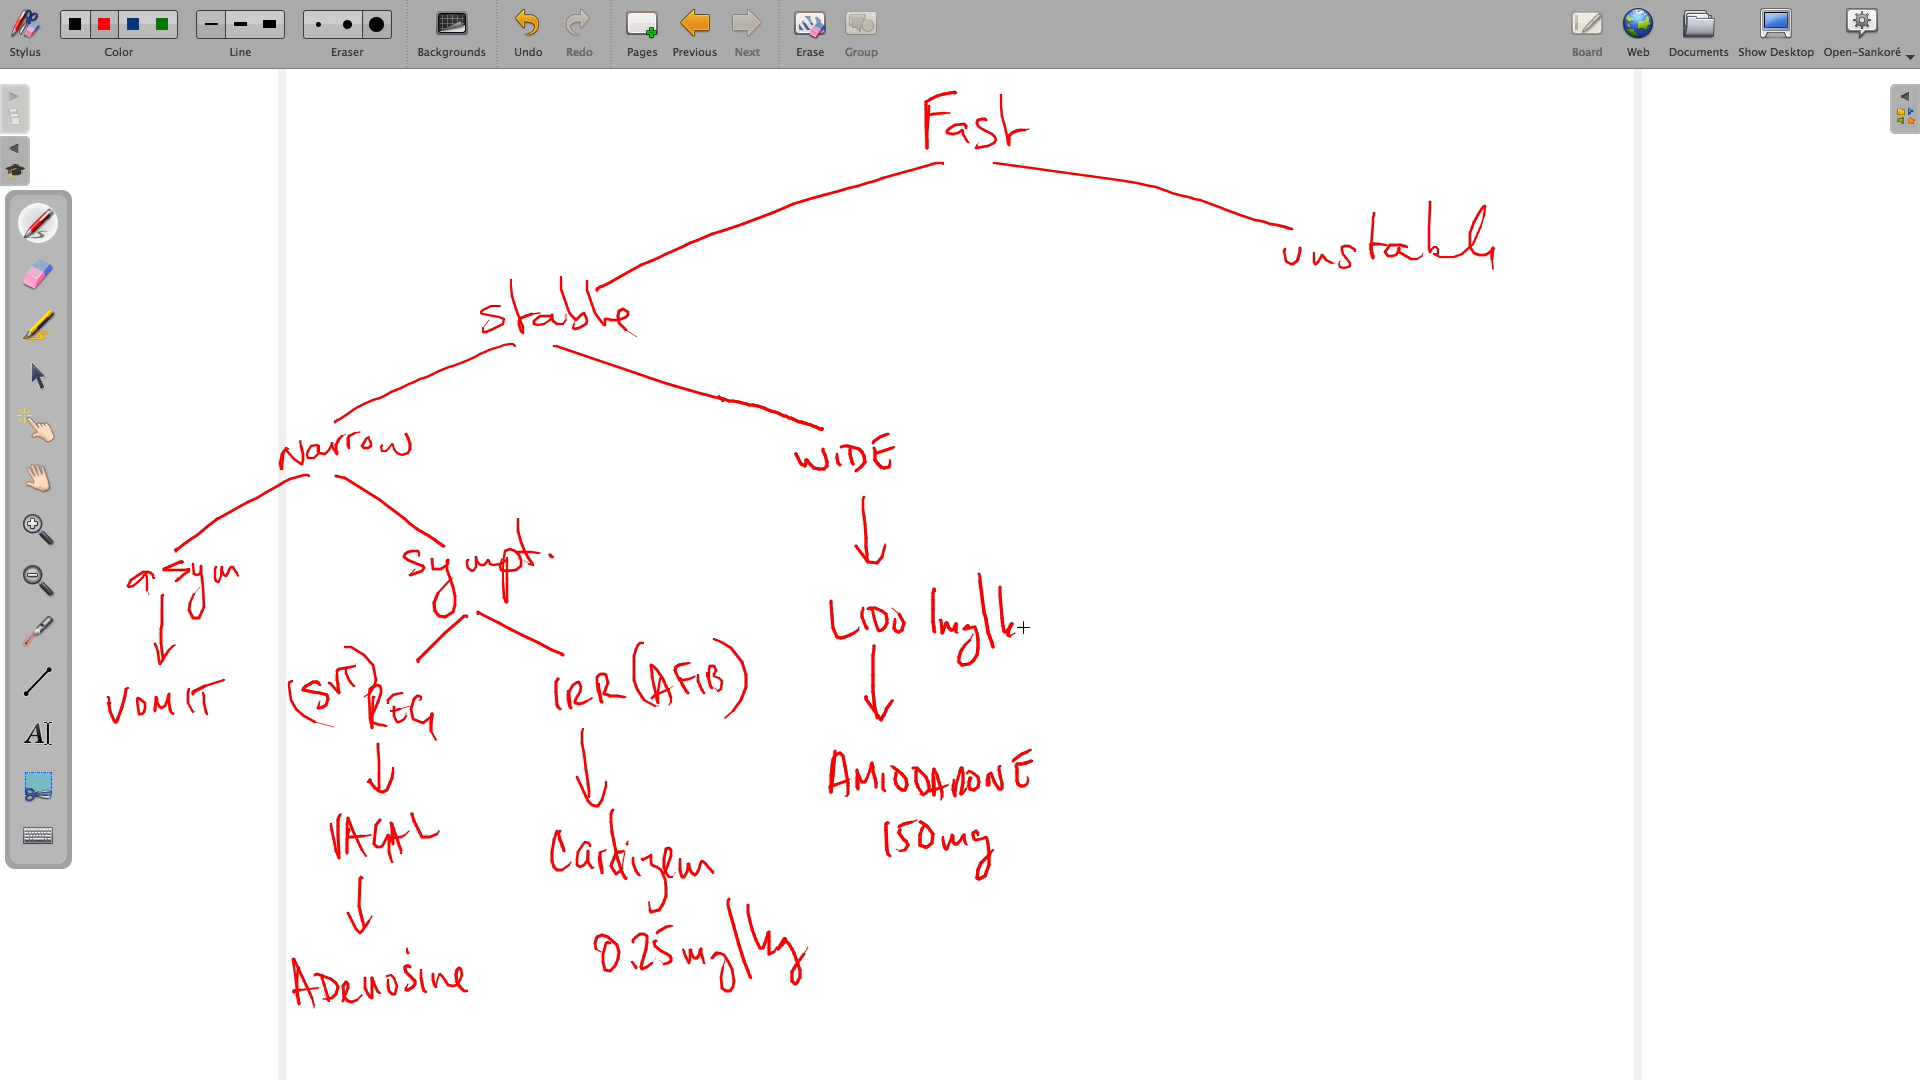 Stylus
Color
Line
Eraser
Backgrounds
Undo
Redo
Pages
Previous
Next
Erase
Group
Board
Web
Documents
Show Desktop
Open-Sankoré
Fast
stable
unstable
Narrow
WIDE
asym
sympt.
VOMIT
(SVT)
REG
IRR (AFIB)
LIDO 1mg/k
VAGAL
Cardizem
0.25mg/kg
AMIODARONE
150mg
ADenosine
AI